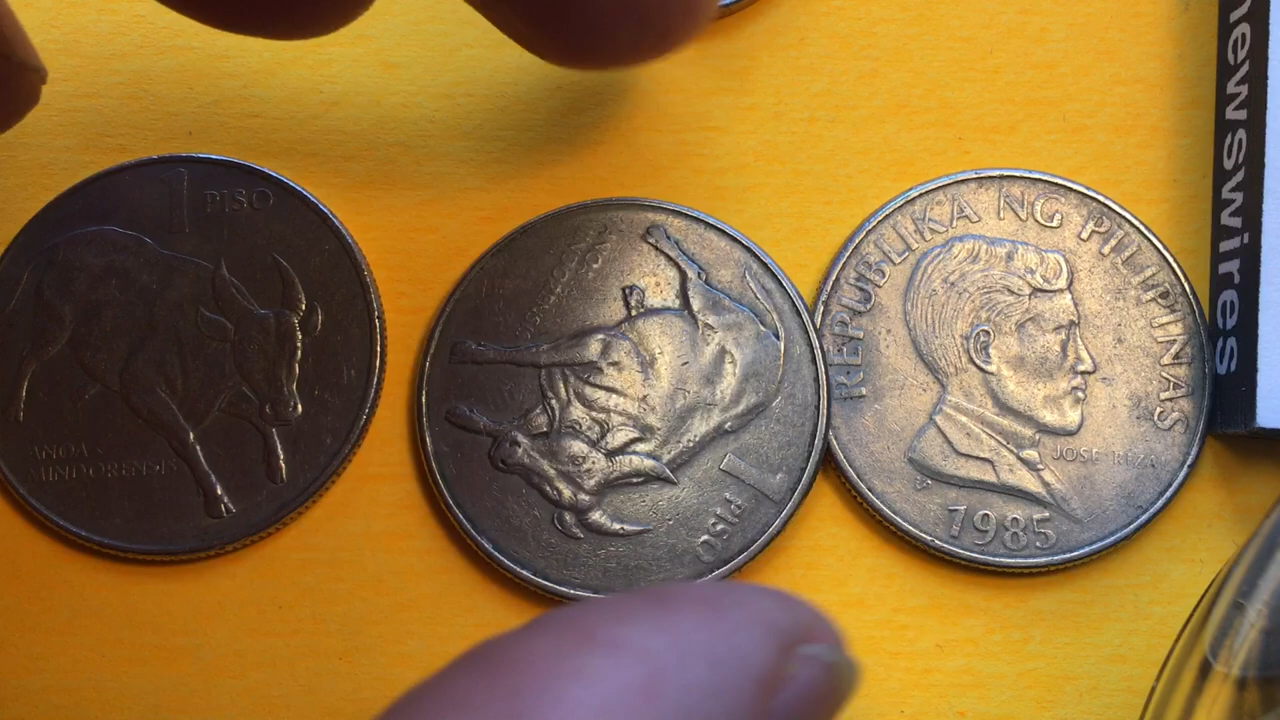 1 PISO
ANOA
MINDORENSIS
1
PISO
REPUBLIKA NG PILIPINAS
JOSE RIZAL
1985
newswires